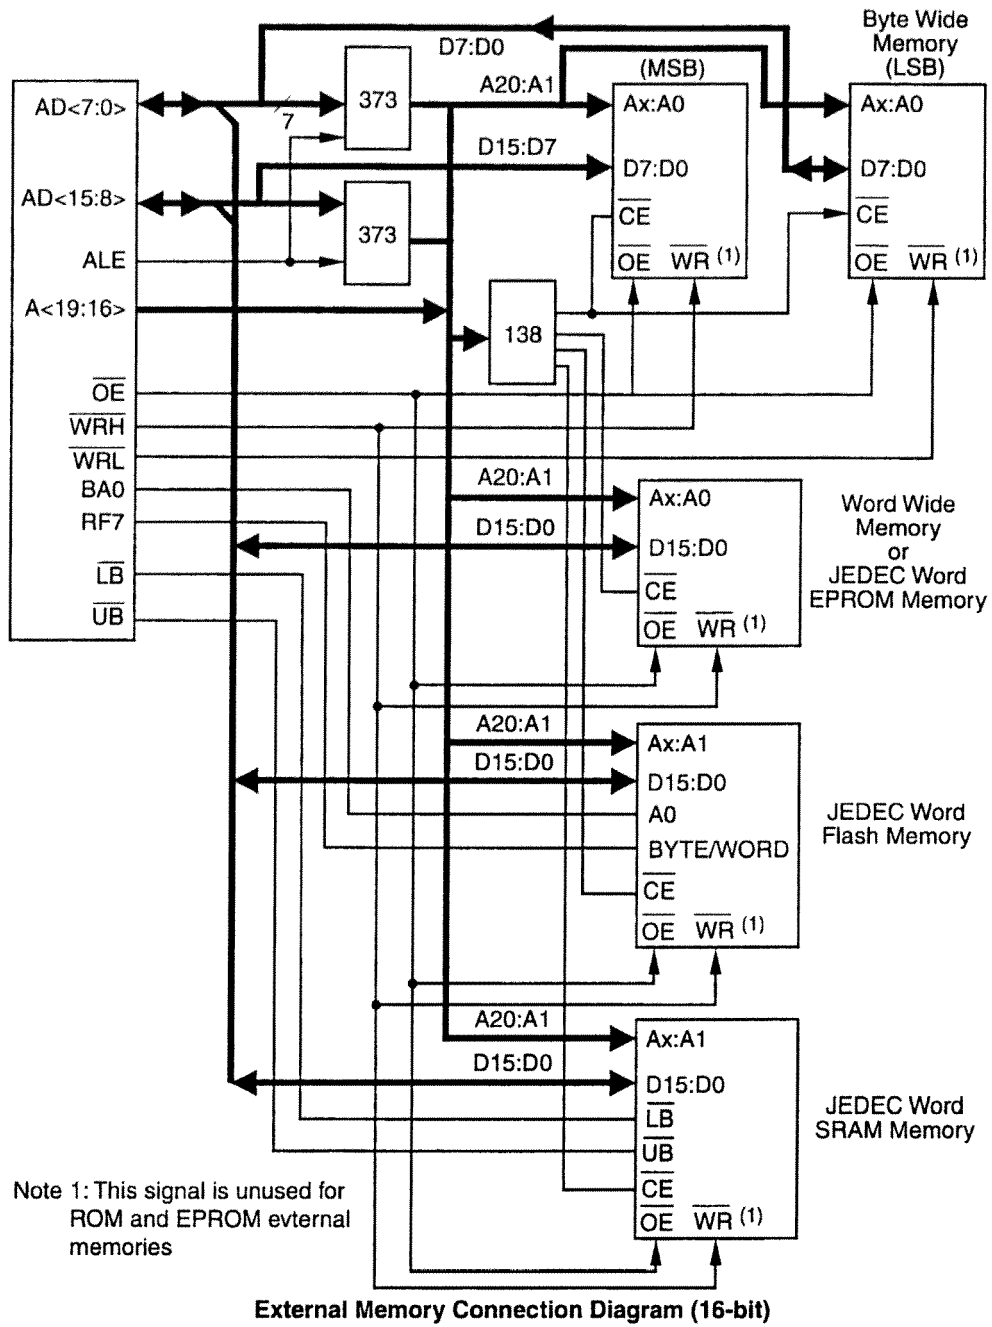 Byte Wide
Memory
(LSB)
D7:D0
(MSB)
A20:A1
AD<7:0>
373
Ax:A0
Ax:A0
7
D15:D7
D7:D0
D7:D0
AD<15:8>
373
CE
CE
ALE
OE WR (1)
OE WR (1)
A<19:16>
138
OE
WRH
WRL
BA0
RF7
LB
UB
A20:A1
Ax:A0
D15:D0
D15:D0
CE
OE WR (1)
Word Wide
Memory
or
JEDEC Word
EPROM Memory
A20:A1
Ax:A1
D15:D0
D15:D0
A0
BYTE/WORD
CE
OE WR (1)
JEDEC Word
Flash Memory
A20:A1
Ax:A1
D15:D0
D15:D0
LB
UB
CE
OE WR (1)
JEDEC Word
SRAM Memory
Note 1: This signal is unused for
ROM and EPROM evternal
memories
External Memory Connection Diagram (16-bit)